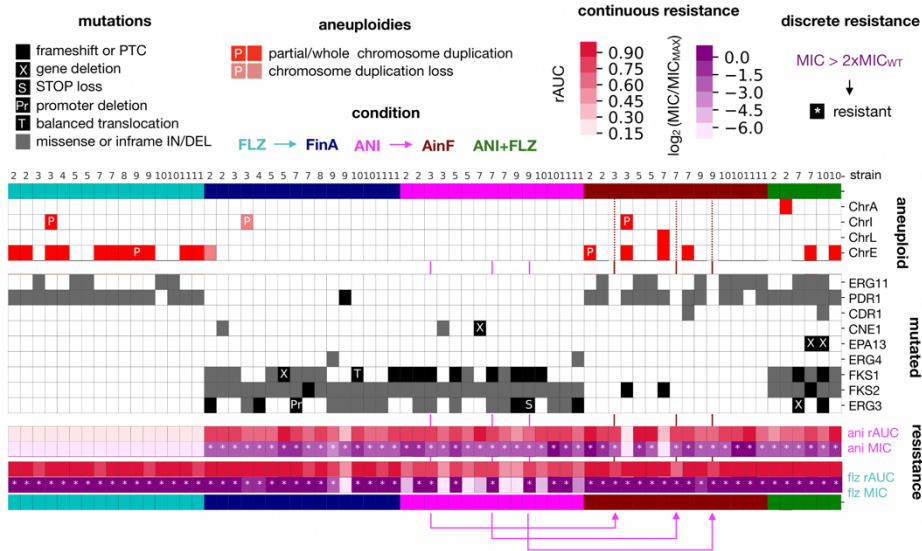 mutations
frameshift or PTC
X gene deletion
S STOP loss
Pr promoter deletion
T balanced translocation
missense or inframe IN/DEL
aneuploidies
P partial/whole chromosome duplication
P chromosome duplication loss
condition
FLZ → FinA ANI → AinF ANI+FLZ
continuous resistance
rAUC
0.90
0.75
0.60
0.45
0.30
0.15
log2 (MIC/MICMAX)
0.0
−1.5
−3.0
−4.5
−6.0
discrete resistance
MIC > 2xMICWT
* resistant
strain
aneuploid
ChrA
P P P ChrI
ChrL
P P ChrE
mutated
ERG11
PDR1
CDR1
X CNE1
X X EPA13
ERG4
X T FKS1
FKS2
Pr S X ERG3
resistance
ani rAUC
ani MIC
flz rAUC
flz MIC